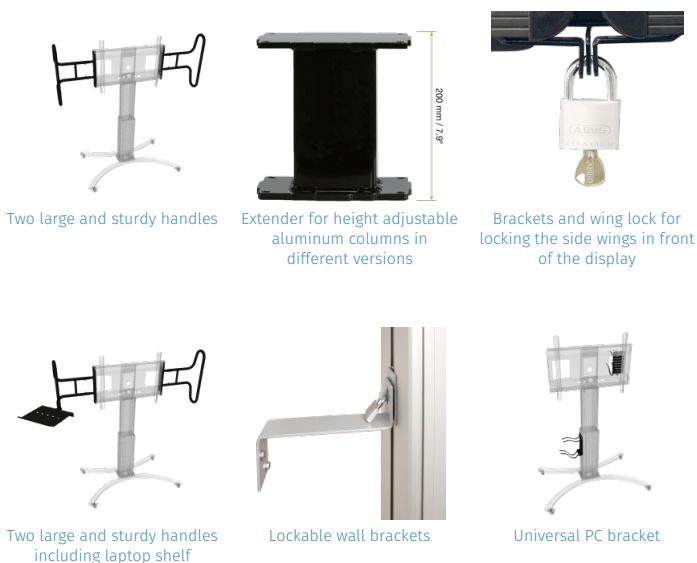 200 mm / 7.9"
ABUS
TITALIUM
Two large and sturdy handles
Extender for height adjustable
aluminum columns in
different versions
Brackets and wing lock for
locking the side wings in front
of the display
Two large and sturdy handles
including laptop shelf
Lockable wall brackets
Universal PC bracket